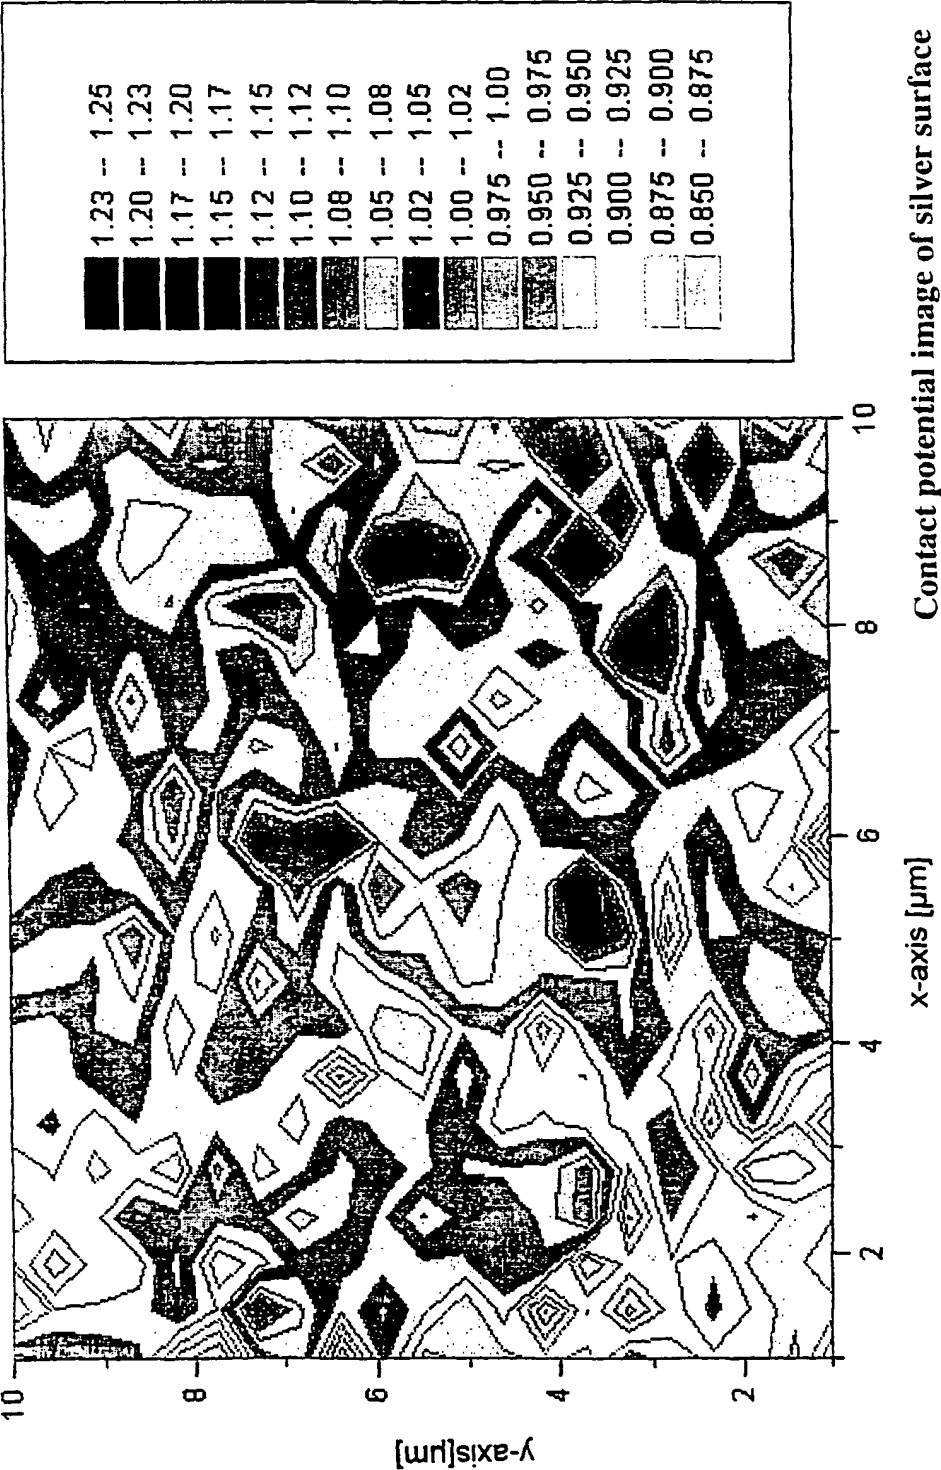 1.23 -- 1.25
1.20 -- 1.23
1.17 -- 1.20
1.15 -- 1.17
1.12 -- 1.15
1.10 -- 1.12
1.08 -- 1.10
1.05 -- 1.08
1.02 -- 1.05
1.00 -- 1.02
0.975 -- 1.00
0.950 -- 0.975
0.925 -- 0.950
0.900 -- 0.925
0.875 -- 0.900
0.850 -- 0.875
10
8
6
4
2
y-axis[µm]
2
4
6
8
10
x-axis [µm]
Contact potential image of silver surface